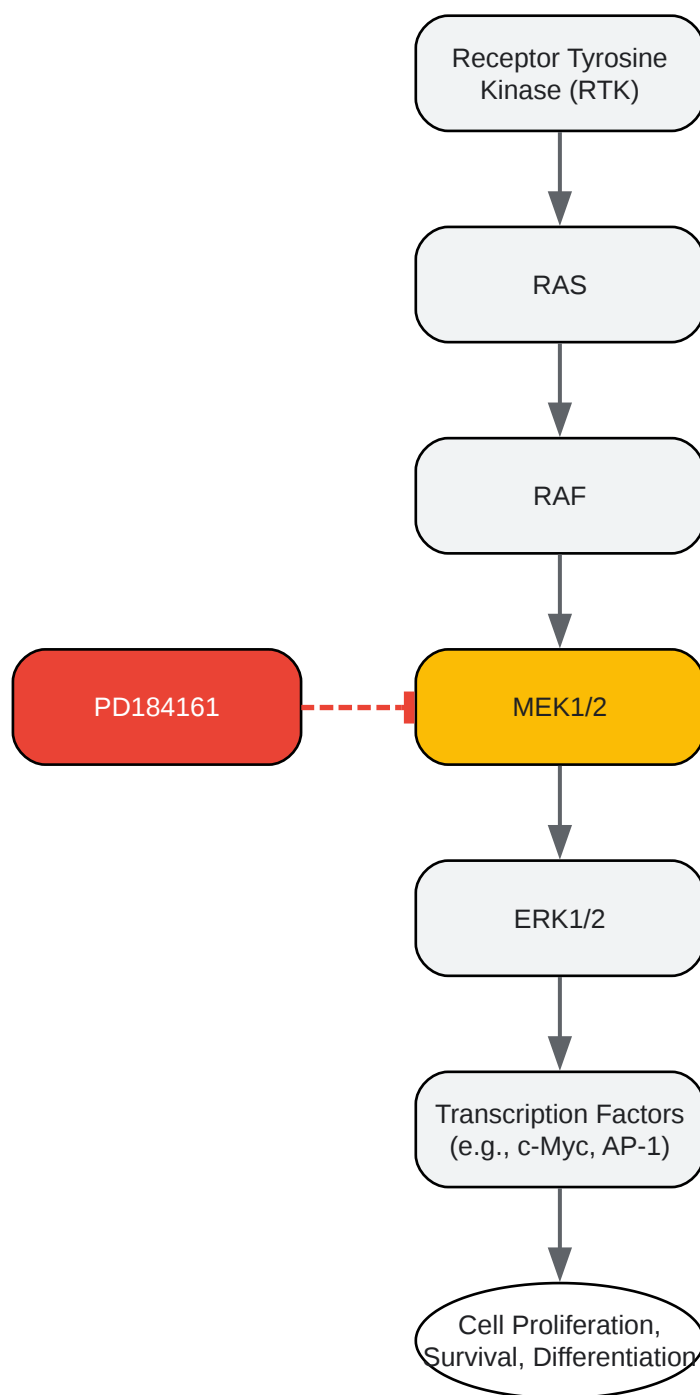 Receptor Tyrosine
Kinase (RTK)
RAS
RAF
PD184161
MEK1/2
ERK1/2
Transcription Factors
(e.g., c-Myc, AP-1)
Cell Proliferation,
Survival, Differentiation